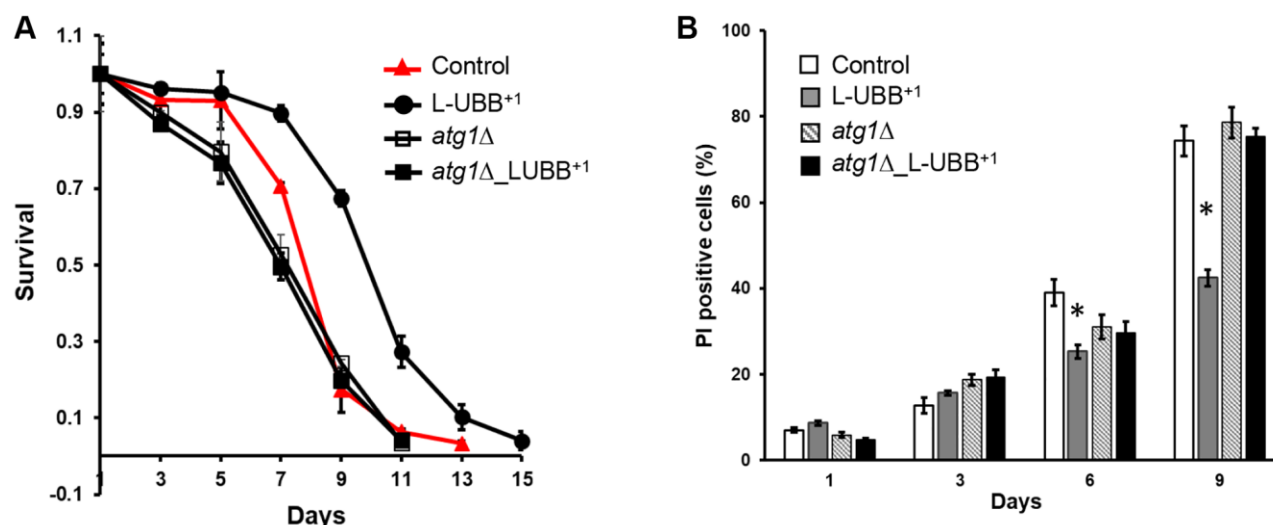 A
1.1
0.9
0.7
0.5
0.3
0.1
-0.1
Survival
1 3 5 7 9 11 13 15
Days
Control
L-UBB⁺¹
atg1Δ
atg1Δ_LUBB⁺¹
B
100
80
60
40
20
0
PI positive cells (%)
Control
L-UBB⁺¹
atg1Δ
atg1Δ_L-UBB⁺¹
*
*
1 3 6 9
Days